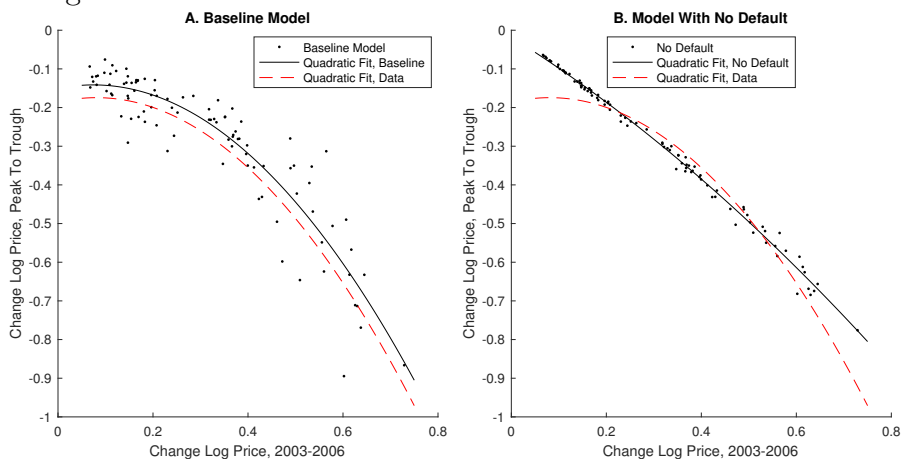 A. Baseline Model
Baseline Model
Quadratic Fit, Baseline
Quadratic Fit, Data
0
-0.1
-0.2
-0.3
-0.4
-0.5
-0.6
-0.7
-0.8
-0.9
-1
Change Log Price, Peak To Trough
0 0.2 0.4 0.6 0.8
Change Log Price, 2003-2006
B. Model With No Default
No Default
Quadratic Fit, No Default
Quadratic Fit, Data
0
-0.1
-0.2
-0.3
-0.4
-0.5
-0.6
-0.7
-0.8
-0.9
-1
Change Log Price, Peak To Trough
0 0.2 0.4 0.6 0.8
Change Log Price, 2003-2006